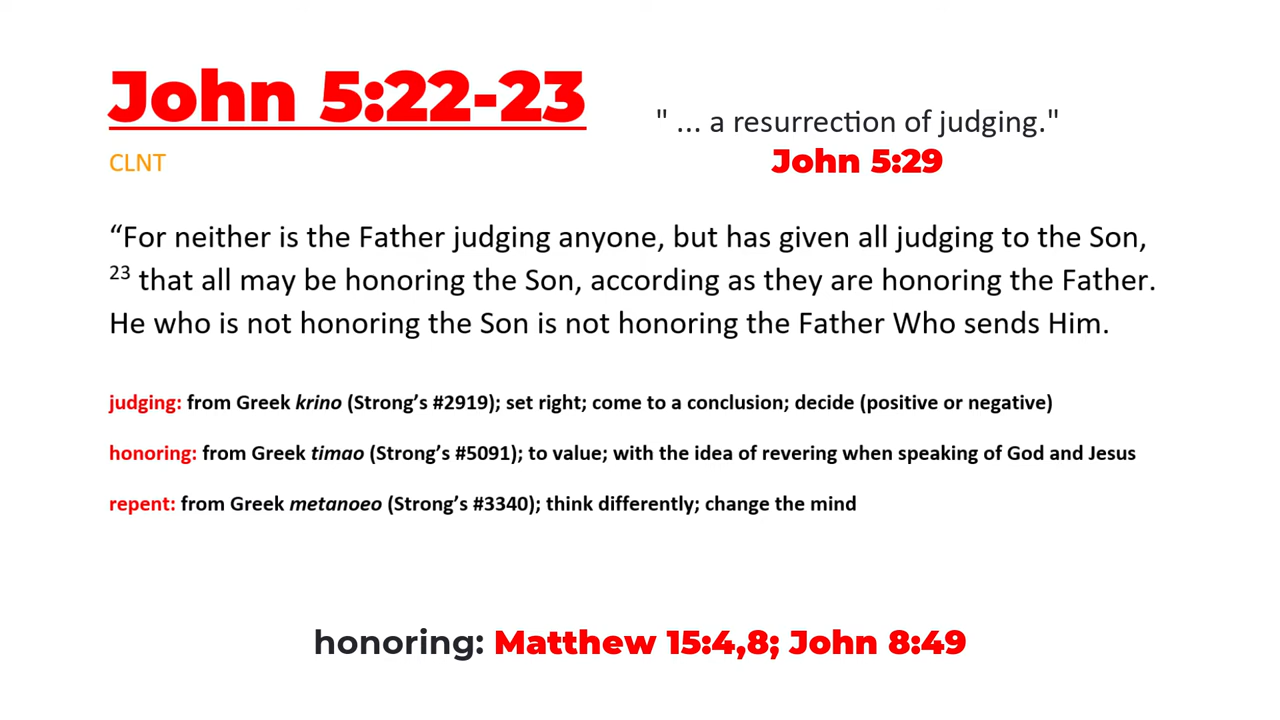 John 5:22-23
" ... a resurrection of judging."
John 5:29
CLNT
“For neither is the Father judging anyone, but has given all judging to the Son,
23 that all may be honoring the Son, according as they are honoring the Father.
He who is not honoring the Son is not honoring the Father Who sends Him.
judging: from Greek krino (Strong’s #2919); set right; come to a conclusion; decide (positive or negative)
honoring: from Greek timao (Strong’s #5091); to value; with the idea of revering when speaking of God and Jesus
repent: from Greek metanoeo (Strong’s #3340); think differently; change the mind
honoring: Matthew 15:4,8; John 8:49